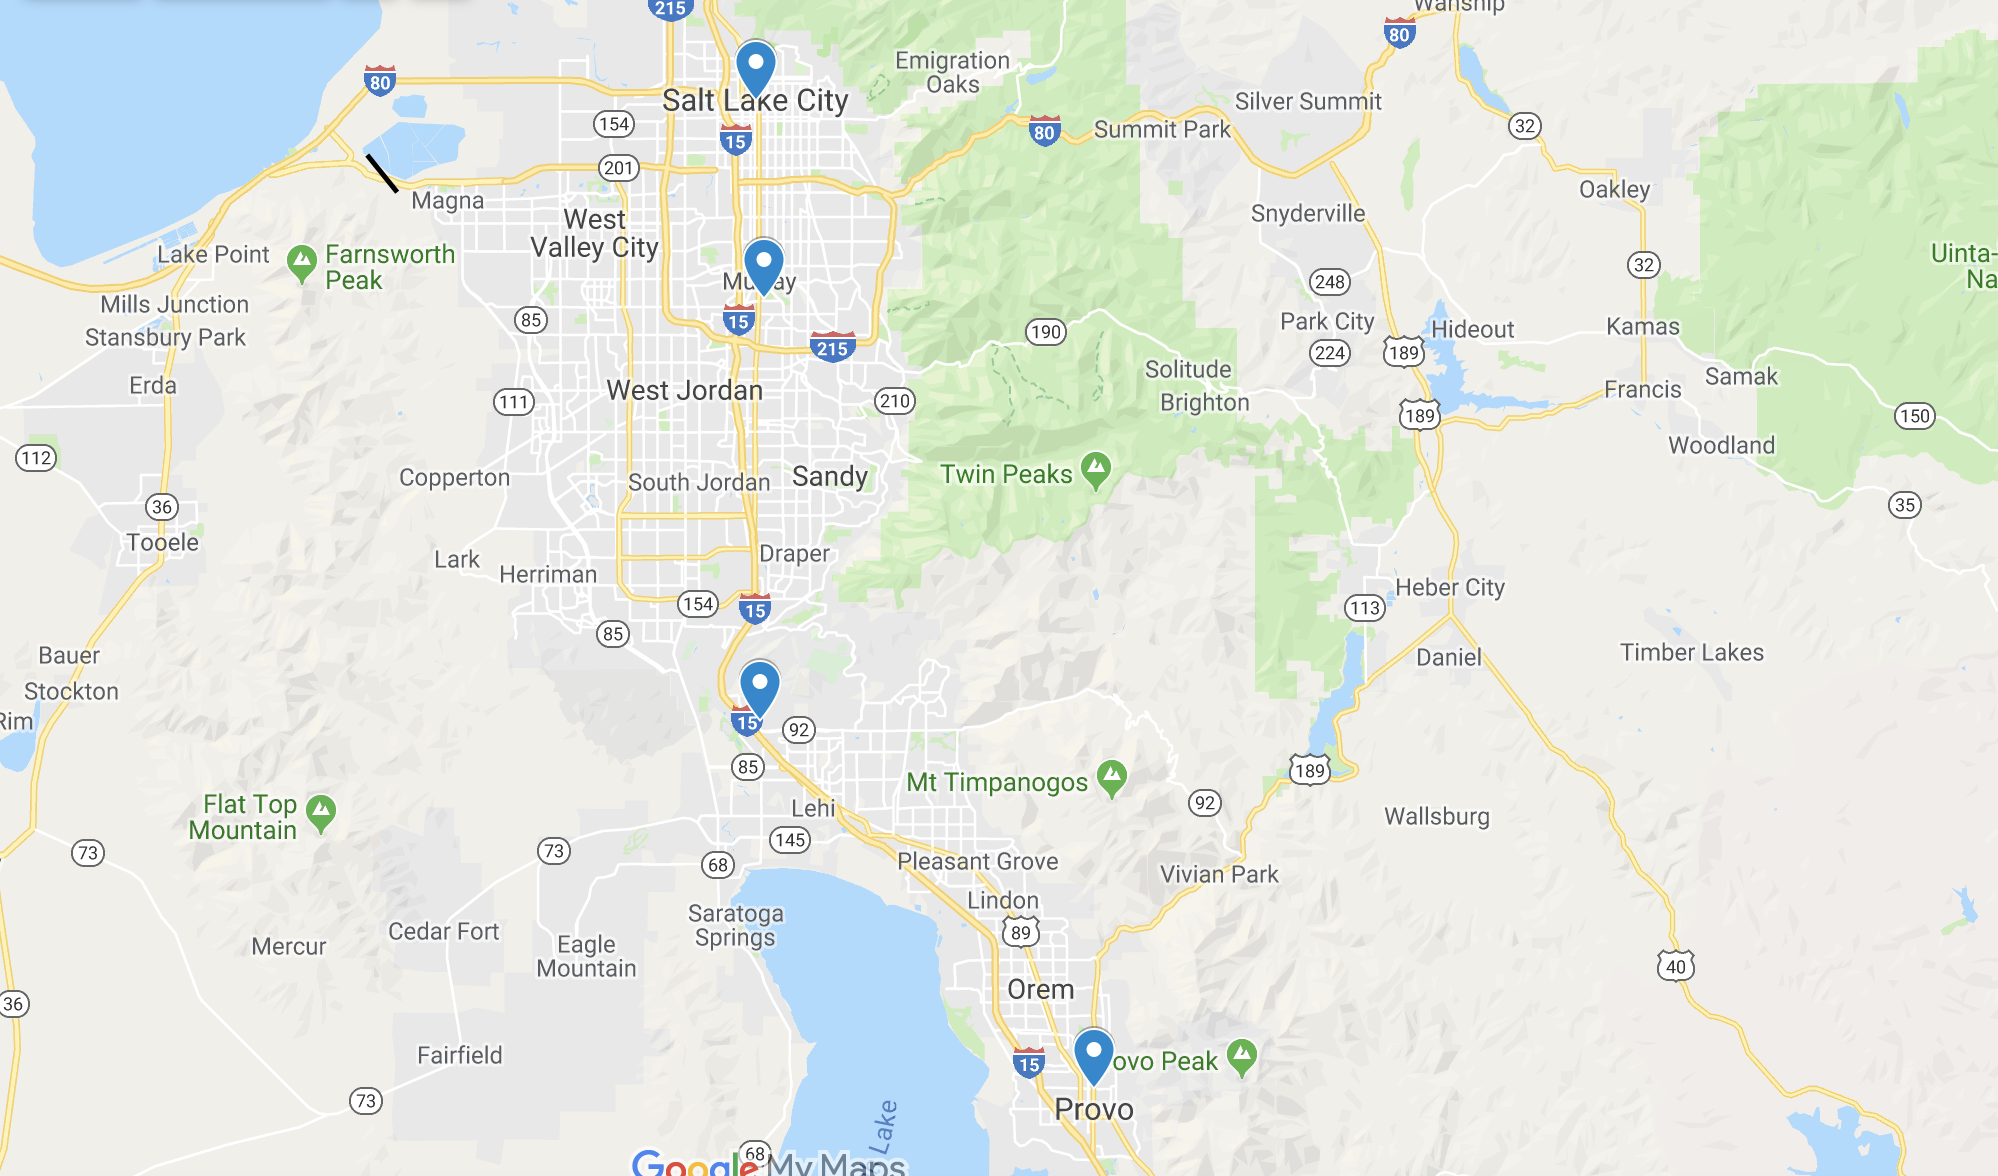 215
Wanship
80
Emigration
Oaks
80
Silver Summit
Salt Lake City
154
32
15
80
Summit Park
201
Oakley
Magna
Snyderville
West
Valley City
Lake Point
Farnsworth
Peak
Uinta-
Na
32
Murray
248
Mills Junction
85
15
Park City
Hideout
Kamas
Stansbury Park
190
215
224
189
Solitude
Samak
Erda
West Jordan
Francis
111
210
Brighton
189
150
Woodland
112
Copperton
South Jordan
Sandy
Twin Peaks
36
35
Tooele
Draper
Lark
Herriman
Heber City
154
15
113
85
Bauer
Daniel
Timber Lakes
Stockton
Rim
15
92
85
189
Mt Timpanogos
92
Flat Top
Mountain
Lehi
Wallsburg
73
73
145
68
Pleasant Grove
Vivian Park
Lindon
Saratoga
Springs
89
Cedar Fort
Mercur
Eagle
Mountain
40
36
Orem
Fairfield
15
ovo Peak
73
Provo
Lake
68
Google My Maps